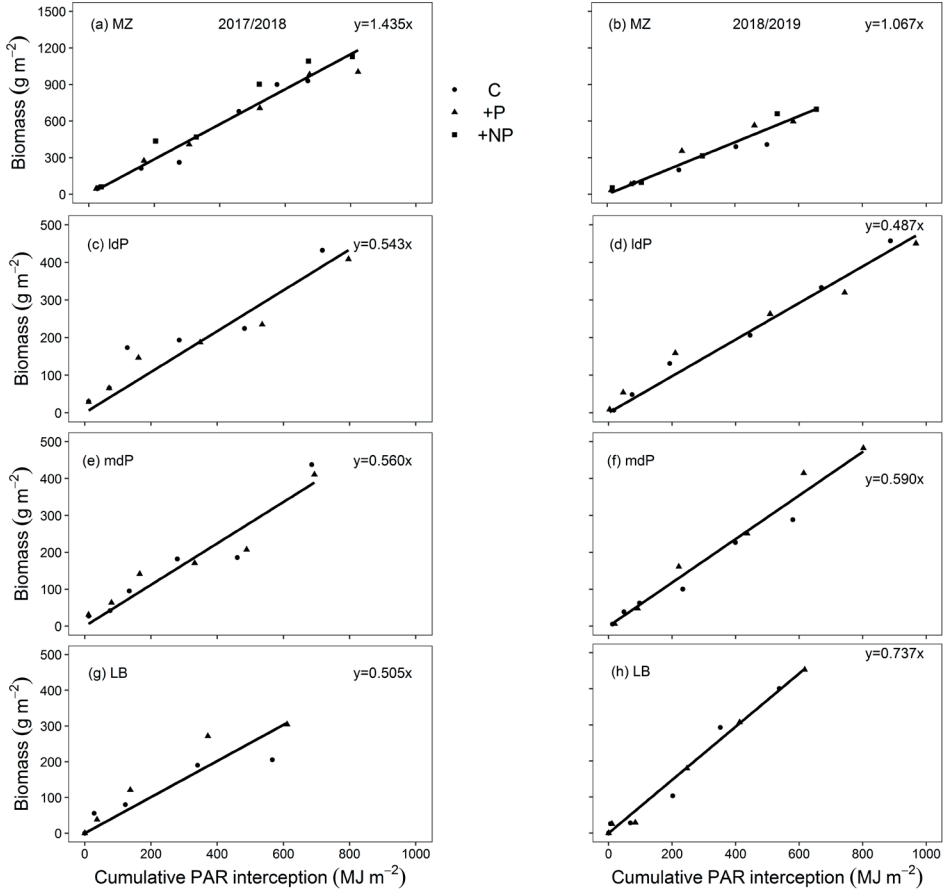 (a) MZ 2017/2018 y=1.435x
Biomass (g m⁻²)
1500
1200
900
600
300
0
C
+P
+NP
(b) MZ 2018/2019 y=1.067x
(c) ldP y=0.543x
Biomass (g m⁻²)
500
400
300
200
100
0
(d) ldP y=0.487x
(e) mdP y=0.560x
Biomass (g m⁻²)
500
400
300
200
100
0
(f) mdP y=0.590x
(g) LB y=0.505x
Biomass (g m⁻²)
500
400
300
200
100
0
0 200 400 600 800 1000
Cumulative PAR interception (MJ m⁻²)
(h) LB y=0.737x
0 200 400 600 800 1000
Cumulative PAR interception (MJ m⁻²)